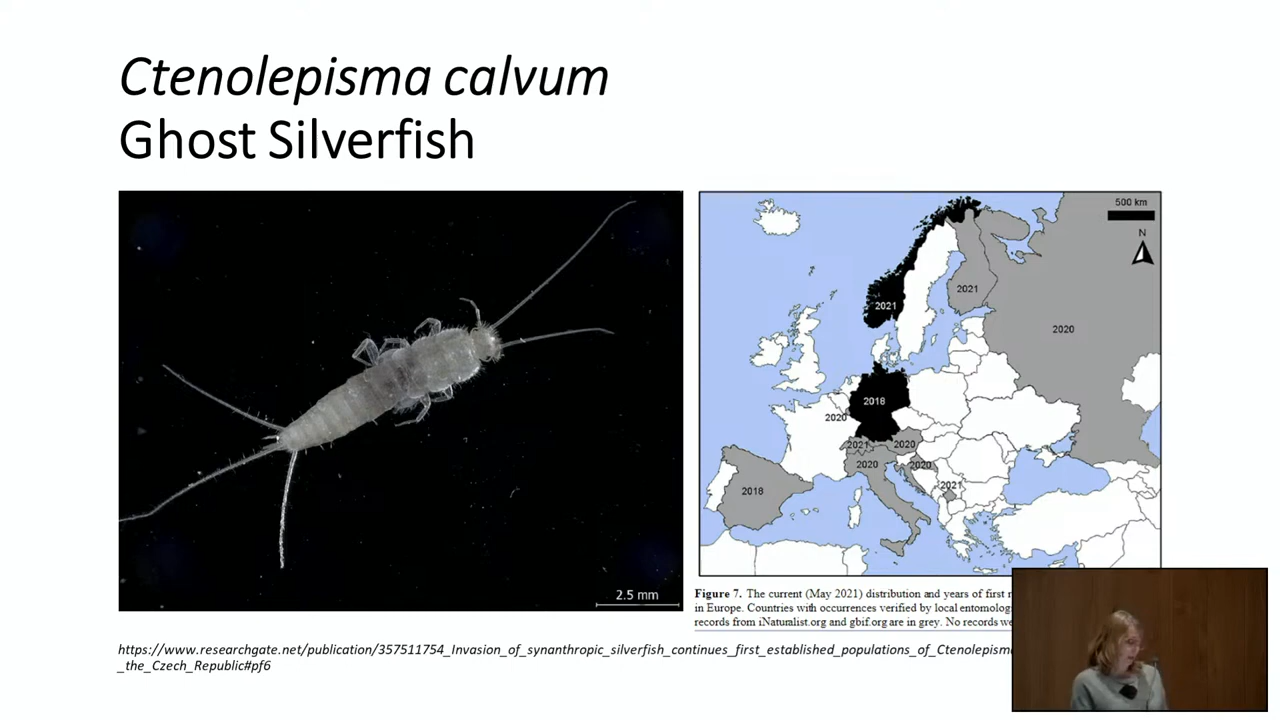 Ctenolepisma calvum
Ghost Silverfish
500 km
N
2021
2021
2020
2018
2020
2021
2020
2020
2020
2021
2018
2.5 mm
Figure 7. The current (May 2021) distribution and years of first
in Europe. Countries with occurrences verified by local
records from iNaturalist.org and gbif.org are in grey. No records
https://www.researchgate.net/publication/357511754_Invasion_of_synanthropic_silverfish_continues_first_established_populations_of_Ctenolepisma
_the_Czech_Republic#pf6